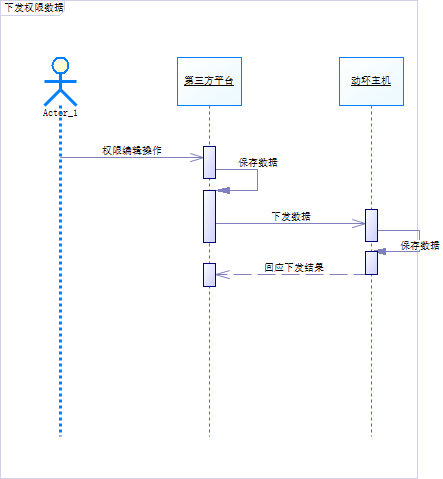 下发权限数据
第三方平台
动环主机
Actor_1
权限编辑操作
保存数据
下发数据
保存数据
回应下发结果